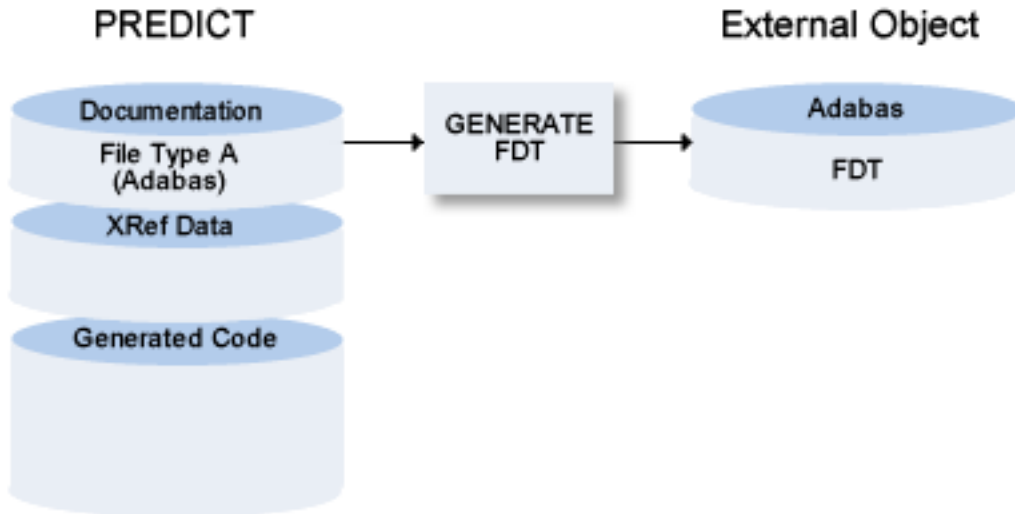 PREDICT
External Object
Documentation
File Type A
(Adabas)
XRef Data
Generated Code
GENERATE
FDT
Adabas
FDT